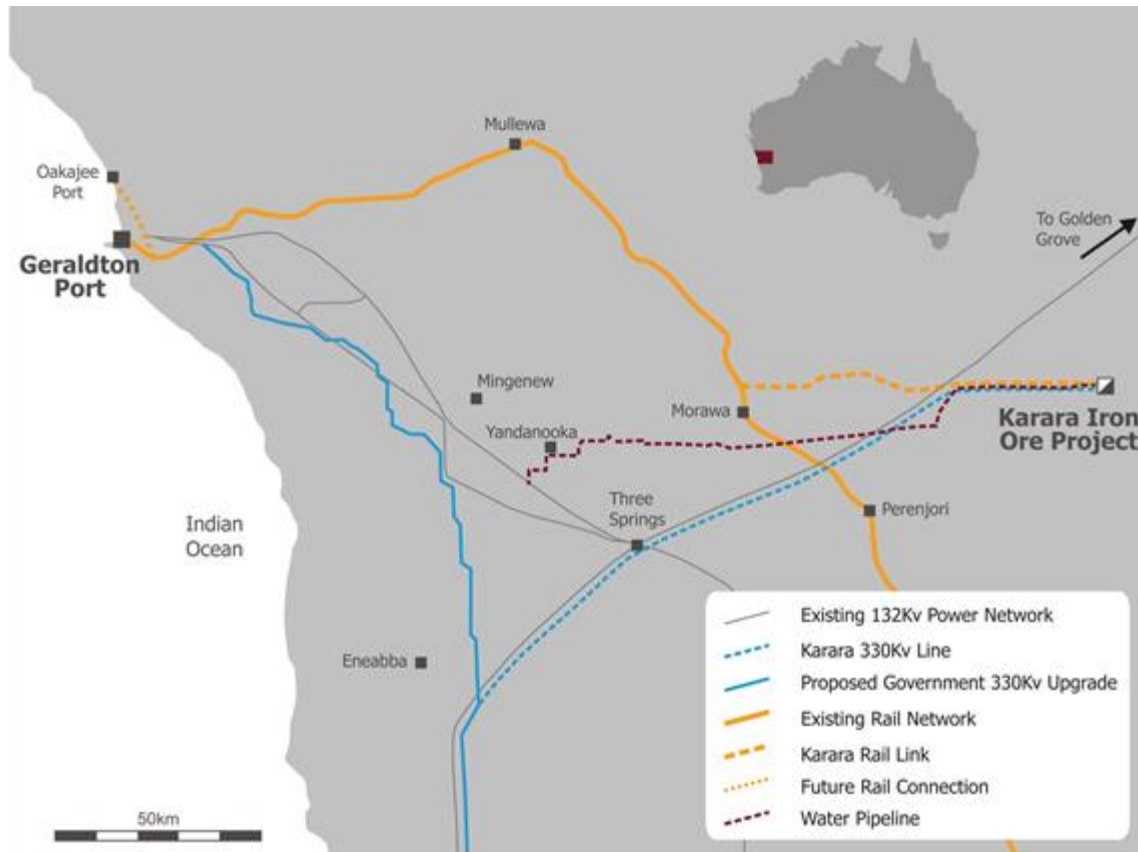 Mullewa
Oakajee
Port
To Golden
Grove
Geraldton
Port
Mingenew
Morawa
Karara Iron
Ore Project
Yandanooka
Three
Springs
Perenjori
Indian
Ocean
Eneabba
Existing 132Kv Power Network
Karara 330Kv Line
Proposed Government 330Kv Upgrade
Existing Rail Network
Karara Rail Link
Future Rail Connection
Water Pipeline
50km